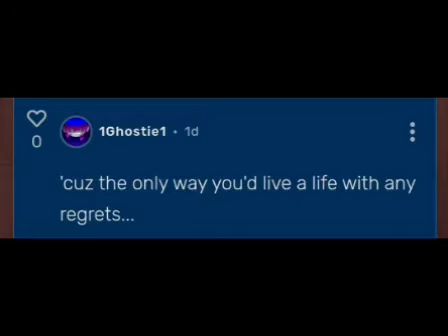 1Ghostie1 • 1d
0
'cuz the only way you'd live a life with any
regrets...